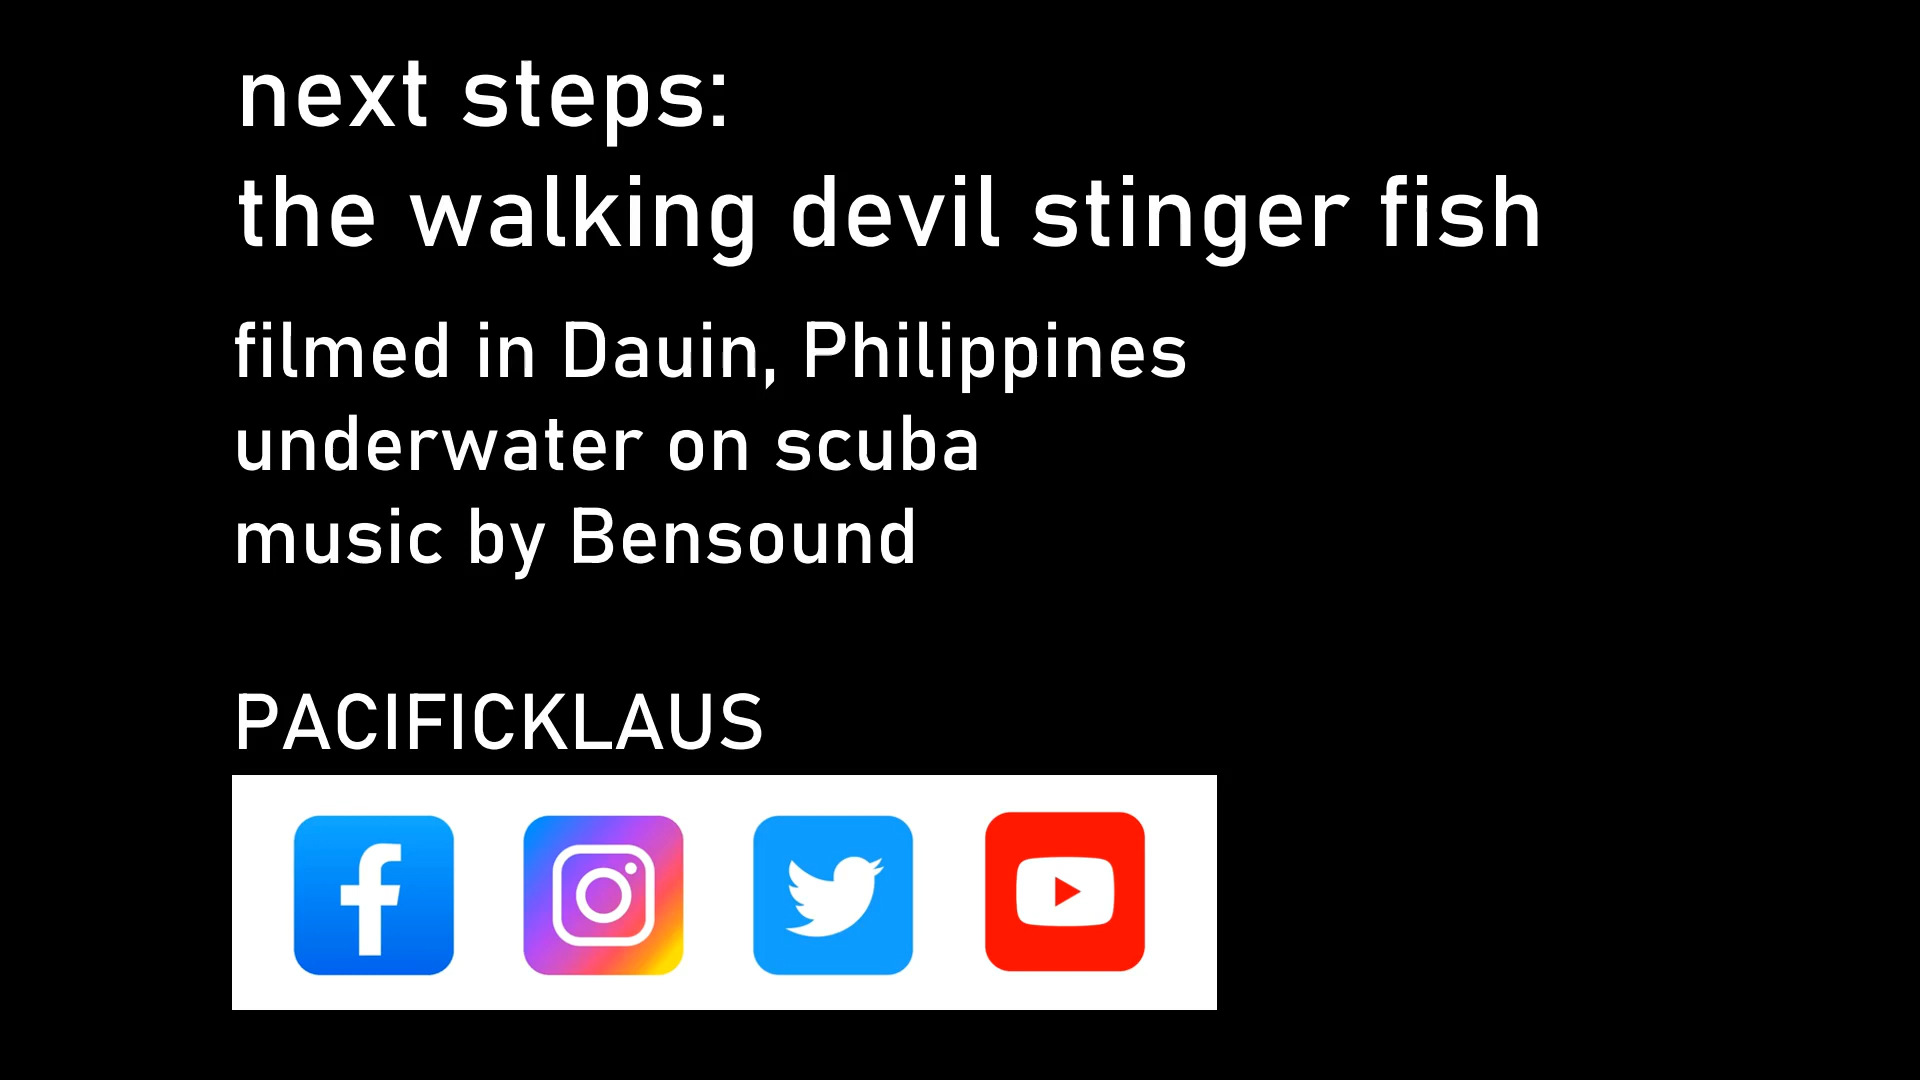 next steps:
the walking devil stinger fish
filmed in Dauin, Philippines
underwater on scuba
music by Bensound
PACIFICKLAUS